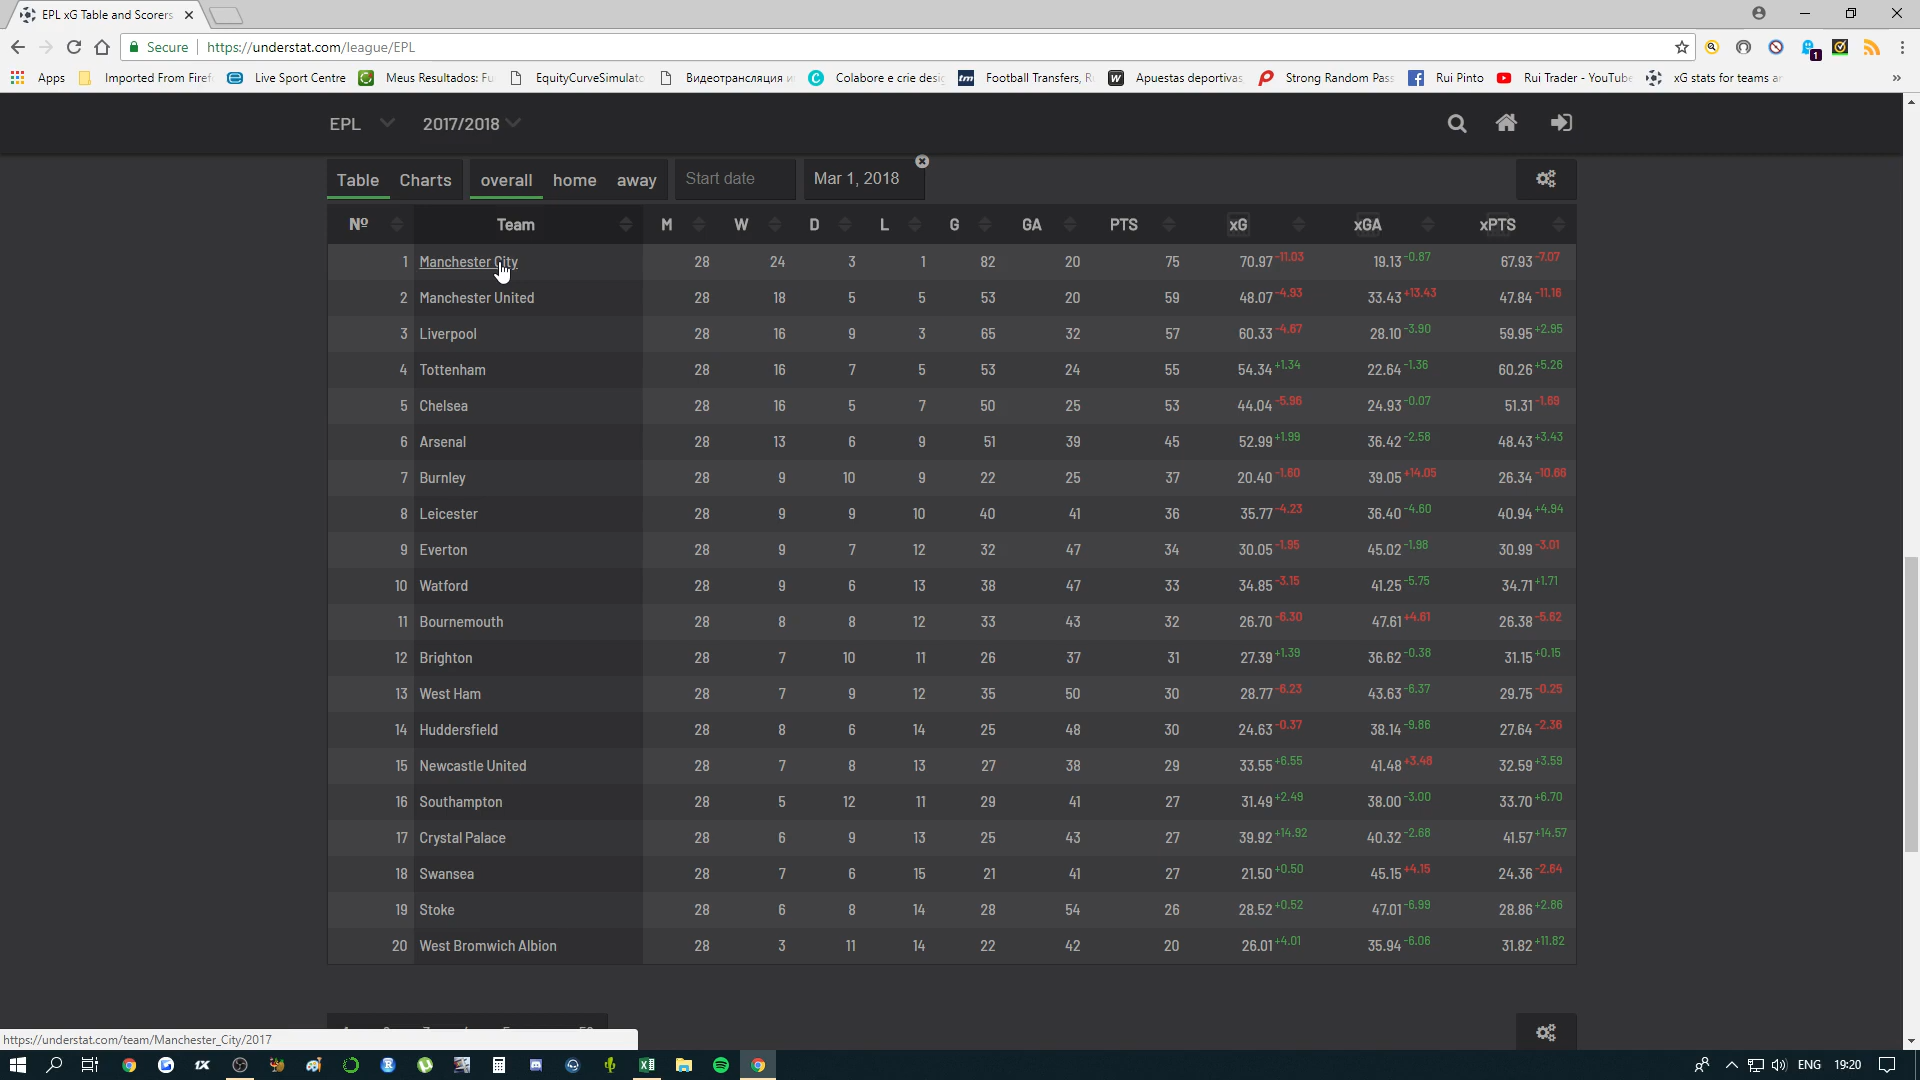 EPL xG Table and Scorers
Secure https://understat.com/league/EPL
Apps Imported From Firef Live Sport Centre Meus Resultados: Fu EquityCurveSimulato Видеотрансляция и Colabore e crie desig tm Football Transfers, Ru W Apuestas deportivas Strong Random Pass Rui Pinto Rui Trader - YouTube xG stats for teams ar »
1
EPL 2017/2018
Table Charts overall home away Start date Mar 1, 2018
Nº Team M W D L G GA PTS xG xGA xPTS
1 Manchester City 28 24 3 1 82 20 75 70.97 -11.03 19.13 -0.87 67.93 -7.07
2 Manchester United 28 18 5 5 53 20 59 48.07 -4.93 33.43 +13.43 47.84 -11.16
3 Liverpool 28 16 9 3 65 32 57 60.33 -4.67 28.10 -3.90 59.95 +2.95
4 Tottenham 28 16 7 5 53 24 55 54.34 +1.34 22.64 -1.36 60.26 +5.26
5 Chelsea 28 16 5 7 50 25 53 44.04 -5.96 24.93 -0.07 51.31 -1.69
6 Arsenal 28 13 6 9 51 39 45 52.99 +1.99 36.42 -2.58 48.43 +3.43
7 Burnley 28 9 10 9 22 25 37 20.40 -1.60 39.05 +14.05 26.34 -10.66
8 Leicester 28 9 9 10 40 41 36 35.77 -4.23 36.40 -4.60 40.94 +4.94
9 Everton 28 9 7 12 32 47 34 30.05 -1.95 45.02 -1.98 30.99 -3.01
10 Watford 28 9 6 13 38 47 33 34.85 -3.15 41.25 -5.75 34.71 +1.71
11 Bournemouth 28 8 8 12 33 43 32 26.70 -6.30 47.61 +4.61 26.38 -5.62
12 Brighton 28 7 10 11 26 37 31 27.39 +1.39 36.62 -0.38 31.15 +0.15
13 West Ham 28 7 9 12 35 50 30 28.77 -6.23 43.63 -6.37 29.75 -0.25
14 Huddersfield 28 8 6 14 25 48 30 24.63 -0.37 38.14 -9.86 27.64 -2.36
15 Newcastle United 28 7 8 13 27 38 29 33.55 +6.55 41.48 +3.48 32.59 +3.59
16 Southampton 28 5 12 11 29 41 27 31.49 +2.49 38.00 -3.00 33.70 +6.70
17 Crystal Palace 28 6 9 13 25 43 27 39.92 +14.92 40.32 -2.68 41.57 +14.57
18 Swansea 28 7 6 15 21 41 27 21.50 +0.50 45.15 +4.15 24.36 -2.64
19 Stoke 28 6 8 14 28 54 26 28.52 +0.52 47.01 -6.99 28.86 +2.86
20 West Bromwich Albion 28 3 11 14 22 42 20 26.01 +4.01 35.94 -6.06 31.82 +11.82
https://understat.com/team/Manchester_City/2017
1X ENG 19:20